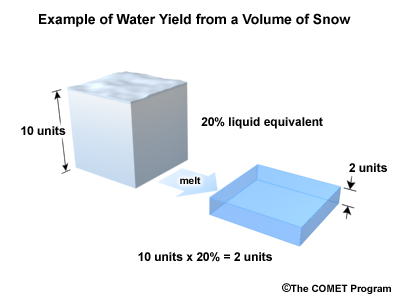 Example of Water Yield from a Volume of Snow
10 units
20% liquid equivalent
melt
2 units
10 units x 20% = 2 units
©The COMET Program